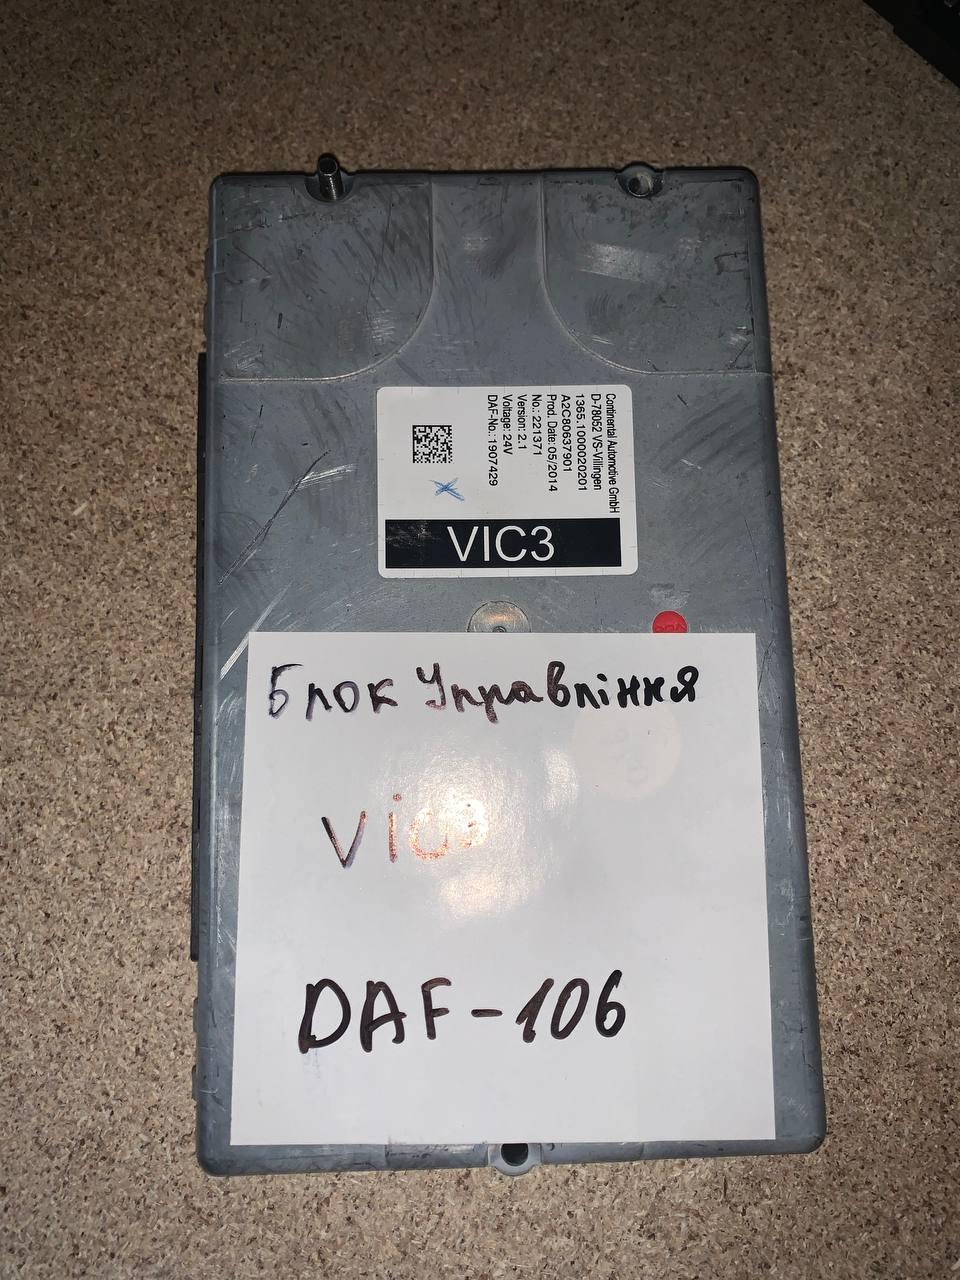 Continental Automotive GmbH
D-78052 VS-Villingen
1365.1000020201
A2C80637901
Prod. Date: 05/2014
No.: 221371
Version: 2.1
Voltage: 24V
DAF-No.: 1907429
VIC3
Блок Управління
Vic3
DAF-106